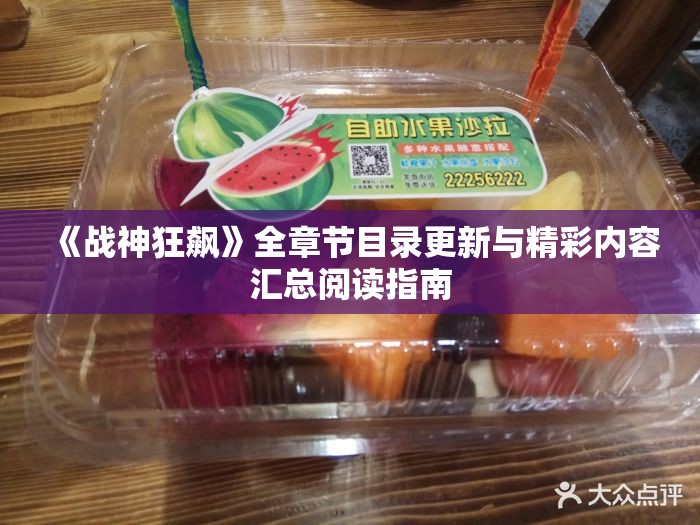 自助水果沙拉
多种水果随意搭配
22256222
《战神狂飙》全章节目录更新与精彩内容
汇总阅读指南
大众点评